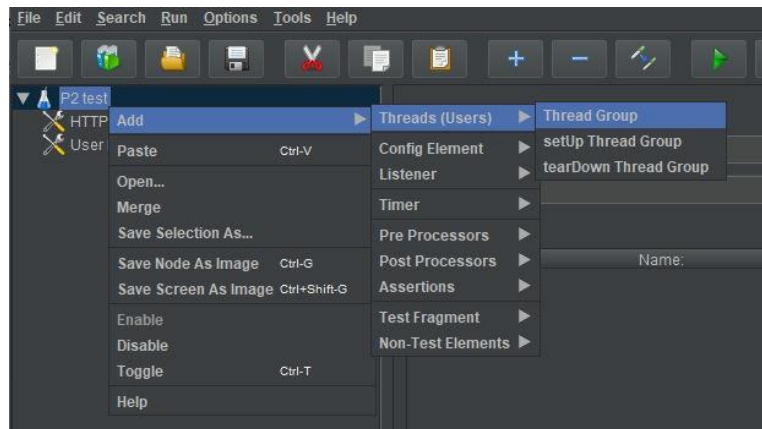 File Edit Search Run Options Tools Help
P2 test
HTTP
User
Add
Paste Ctrl-V
Open...
Merge
Save Selection As...
Save Node As Image Ctrl-G
Save Screen As Image Ctrl+Shift-G
Enable
Disable
Toggle Ctrl-T
Help
Threads (Users)
Config Element
Listener
Timer
Pre Processors
Post Processors
Assertions
Test Fragment
Non-Test Elements
Thread Group
setUp Thread Group
tearDown Thread Group
Name: